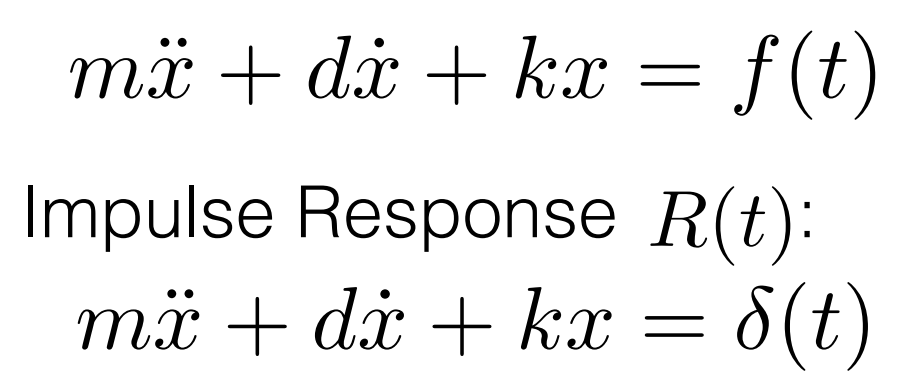 mẍ + dẋ + kx = f(t)
Impulse Response R(t):
mẍ + dẋ + kx = δ(t)